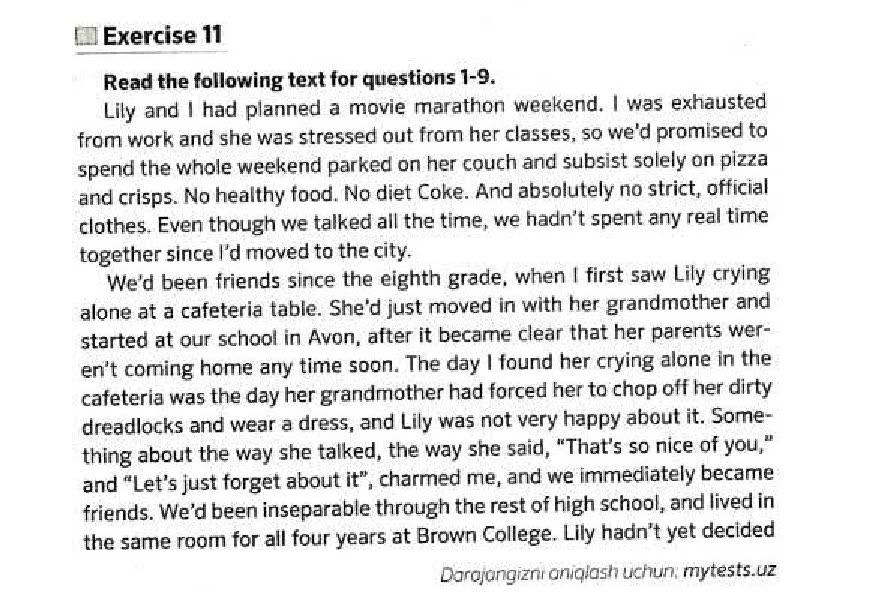 Exercise 11
Read the following text for questions 1-9.
Lily and I had planned a movie marathon weekend. I was exhausted
from work and she was stressed out from her classes, so we'd promised to
spend the whole weekend parked on her couch and subsist solely on pizza
and crisps. No healthy food. No diet Coke. And absolutely no strict, official
clothes. Even though we talked all the time, we hadn't spent any real time
together since I'd moved to the city.
We'd been friends since the eighth grade, when I first saw Lily crying
alone at a cafeteria table. She'd just moved in with her grandmother and
started at our school in Avon, after it became clear that her parents wer-
en't coming home any time soon. The day I found her crying alone in the
cafeteria was the day her grandmother had forced her to chop off her dirty
dreadlocks and wear a dress, and Lily was not very happy about it. Some-
thing about the way she talked, the way she said, "That's so nice of you,"
and "Let's just forget about it", charmed me, and we immediately became
friends. We'd been inseparable through the rest of high school, and lived in
the same room for all four years at Brown College. Lily hadn't yet decided
Darajangizni aniqlash uchun: mytests.uz